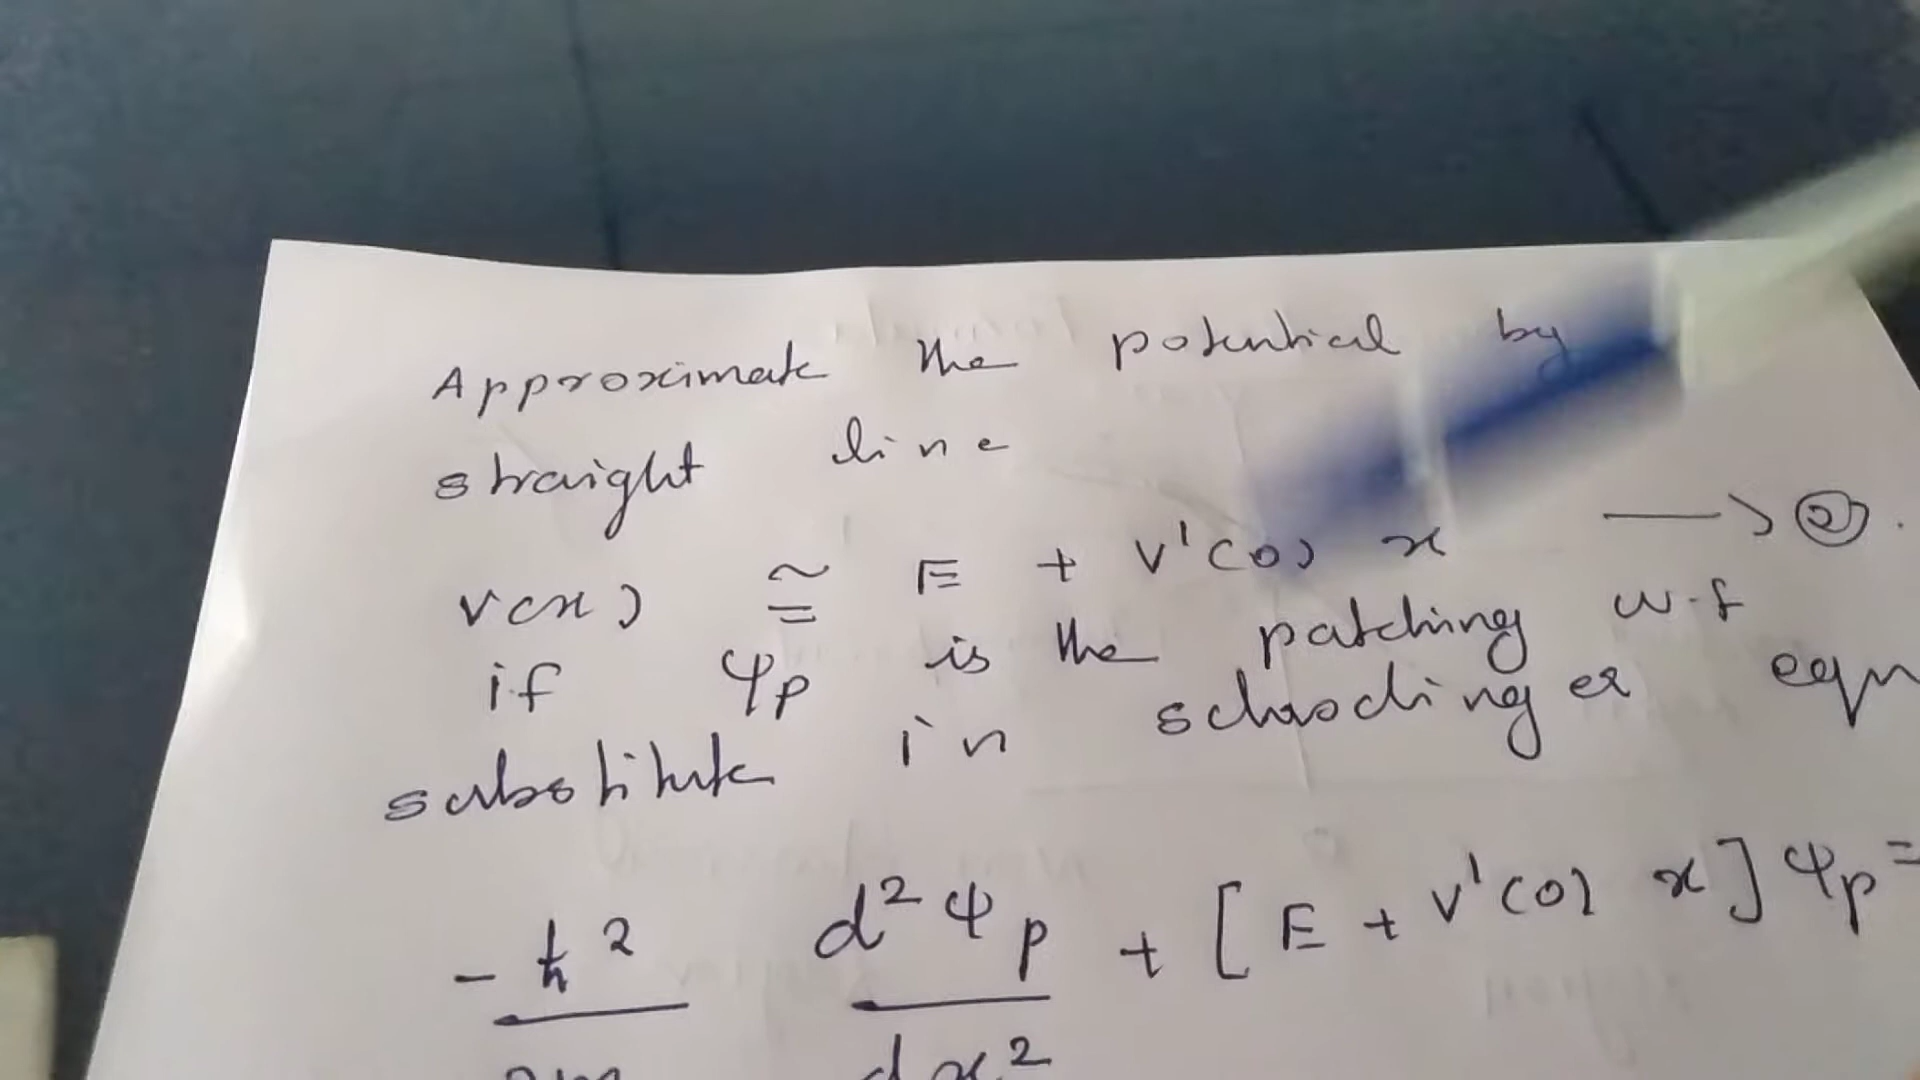 Approximate the potential by
straight line
V(x) ≅ E + V'(0) x → ②.
if ψp is the patching w.f
substitute in schrodinger eqn
-ħ² d²ψp + [E + V'(0) x] ψp =
2m dx²